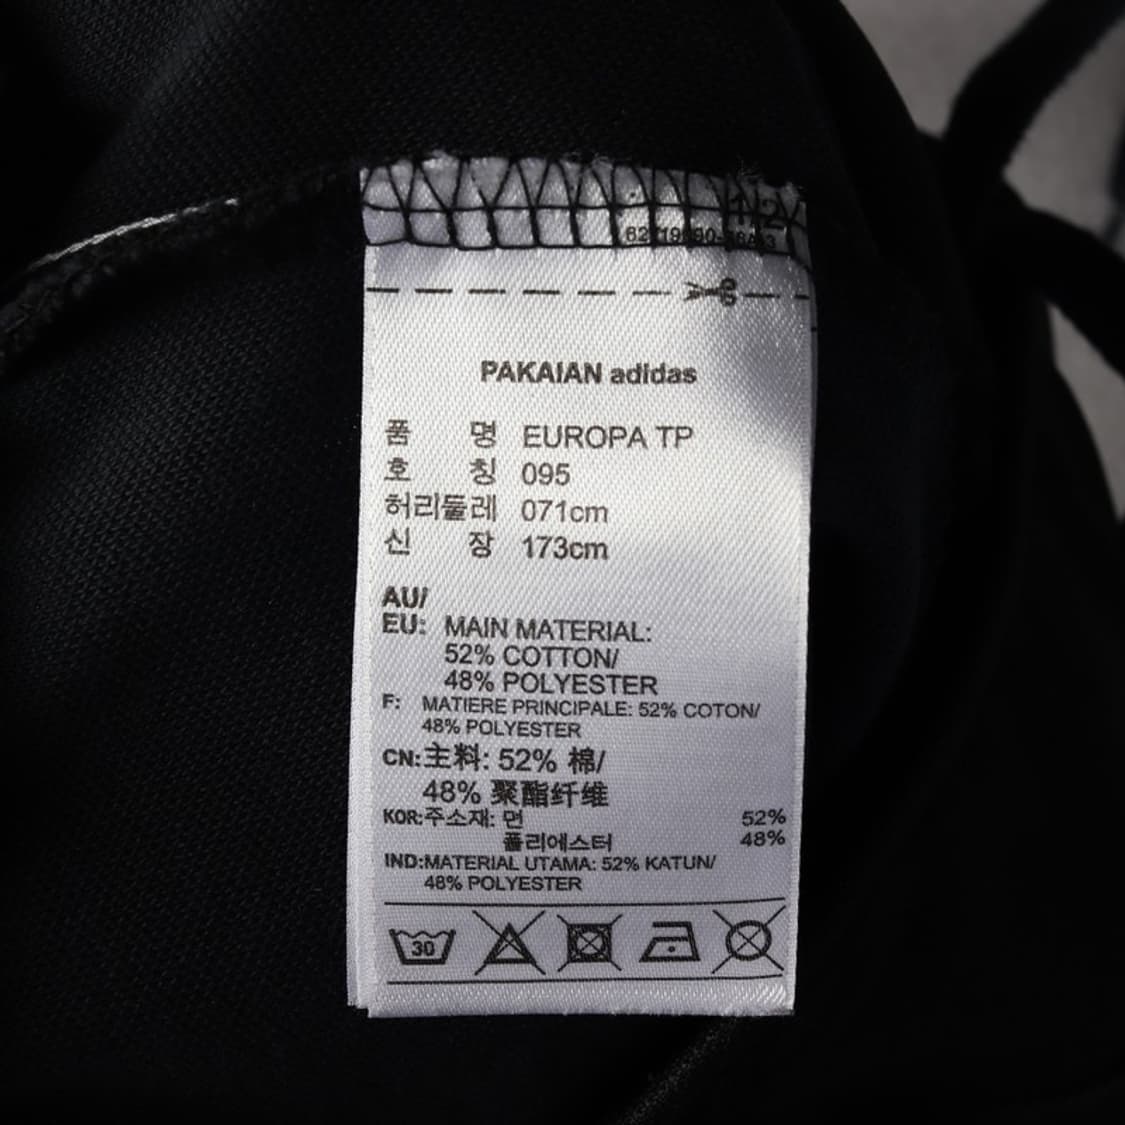 1/2
PAKAIAN adidas
품 명 EUROPA TP
호 칭 095
허리둘레 071cm
신 장 173cm
AU/
EU: MAIN MATERIAL:
52% COTTON/
48% POLYESTER
F: MATIERE PRINCIPALE: 52% COTON/
48% POLYESTER
CN:主料: 52% 棉/
48% 聚酯纤维
KOR:주소재: 면 52%
폴리에스터 48%
IND:MATERIAL UTAMA: 52% KATUN/
48% POLYESTER
30